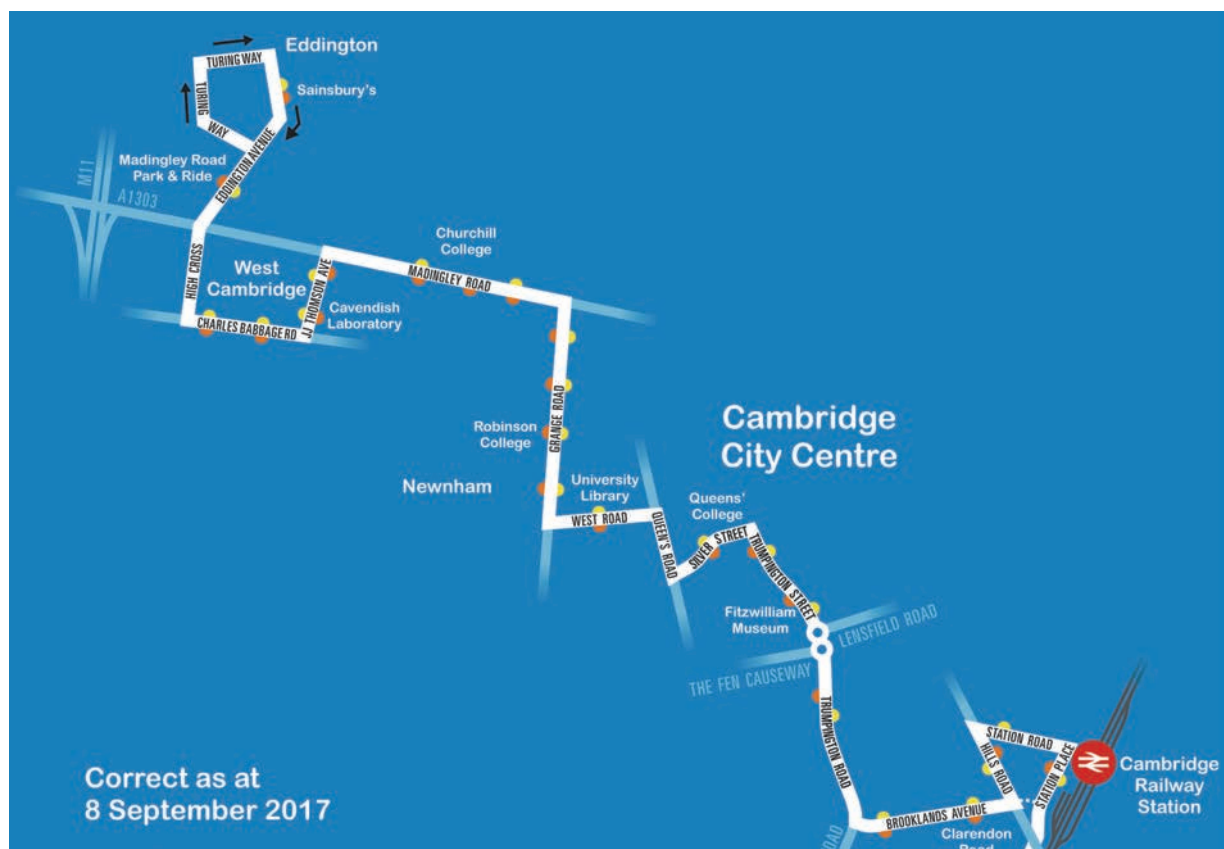 Eddington
TURING WAY
Sainsbury's
TURING
WAY
EDDINGTON AVENUE
Madingley Road
Park & Ride
M11
A1303
HIGH CROSS
West
Cambridge
JJ THOMSON AVE
Cavendish
Laboratory
CHARLES BABBAGE RD
Churchill
College
MADINGLEY ROAD
GRANGE ROAD
Robinson
College
Newnham
University
Library
WEST ROAD
QUEEN'S ROAD
Cambridge
City Centre
Queens'
College
SILVER STREET
TRUMPINGTON STREET
Fitzwilliam
Museum
LENSFIELD ROAD
THE FEN CAUSEWAY
TRUMPINGTON ROAD
STATION ROAD
HILLS ROAD
STATION PLACE
Cambridge
Railway
Station
BROOKLANDS AVENUE
Clarendon
Road
OAD
Correct as at
8 September 2017